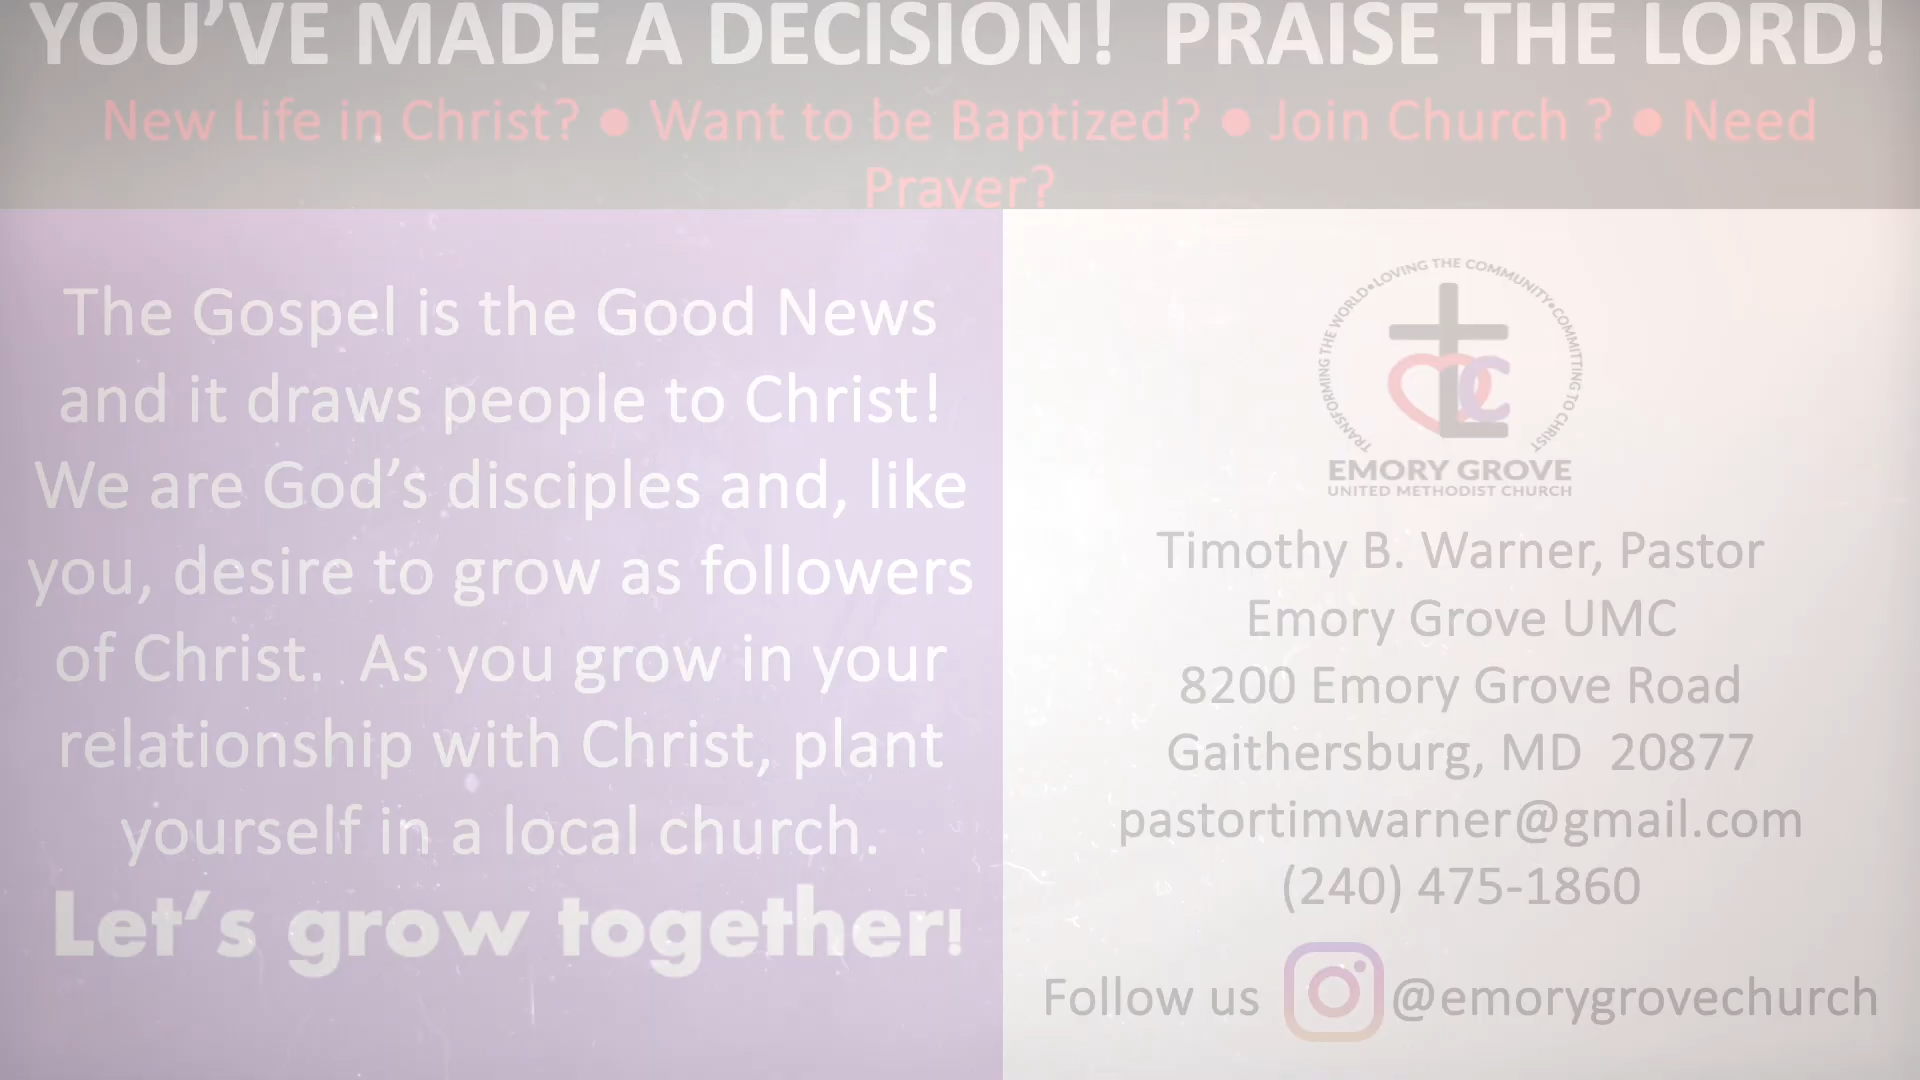 YOU’VE MADE A DECISION!  PRAISE THE LORD!
New Life in Christ? ● Want to be Baptized? ● Join Church ? ● Need
Prayer?
The Gospel is the Good News
and it draws people to Christ!
We are God’s disciples and, like
you, desire to grow as followers
of Christ.  As you grow in your
relationship with Christ, plant
yourself in a local church.
Let’s grow together!
TRANSFORMING THE WORLD•LOVING THE COMMUNITY•COMMITTING TO CHRIST
LC
EMORY GROVE
UNITED METHODIST CHURCH
Timothy B. Warner, Pastor
Emory Grove UMC
8200 Emory Grove Road
Gaithersburg, MD  20877
pastortimwarner@gmail.com
(240) 475-1860
Follow us @emorygrovechurch